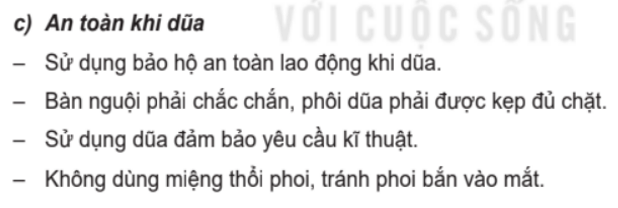 VỚI CUỘC SỐNG
c) An toàn khi dũa
– Sử dụng bảo hộ an toàn lao động khi dũa.
– Bàn nguội phải chắc chắn, phôi dũa phải được kẹp đủ chặt.
– Sử dụng dũa đảm bảo yêu cầu kĩ thuật.
– Không dùng miệng thổi phoi, tránh phoi bắn vào mắt.